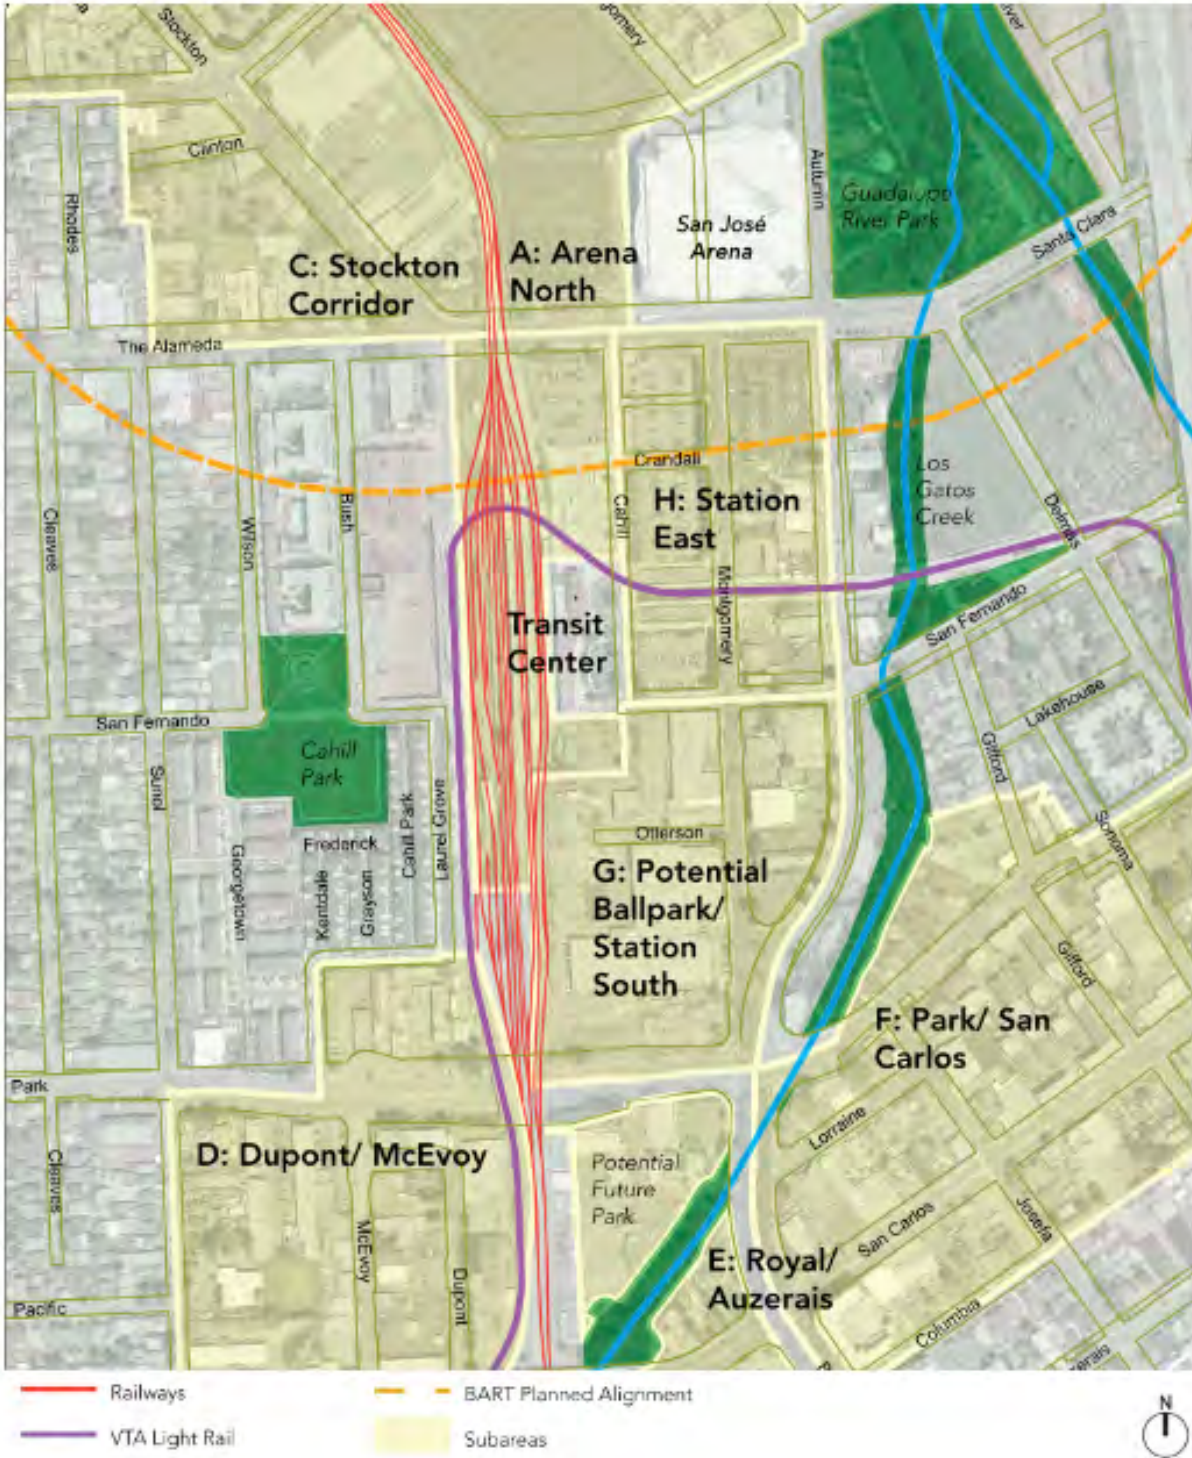 Stockton
Clinton
Rhodes
Autumn
Guadalupe
River Park
San José
Arena
Santa Clara
C: Stockton
Corridor
A: Arena
North
The Alameda
Crandall
Los
Gatos
Creek
H: Station
East
Cahill
Delmas
Cleaves
Wilson
Bush
Montgomery
Transit
Center
San Fernando
Lakehouse
San Fernando
Cahill
Park
Sunol
Gifford
Sonoma
Otterson
Frederick
Cahill Park
Laurel Grove
Georgetown
Kentdale
Grayson
G: Potential
Ballpark/
Station
South
Gifford
F: Park/ San
Carlos
Park
Lorraine
Cleaves
D: Dupont/ McEvoy
Potential
Future
Park
San Carlos
Josefa
McEvoy
Dupont
E: Royal/
Auzerais
Columbia
Pacific
Railways
BART Planned Alignment
VTA Light Rail
Subareas
N